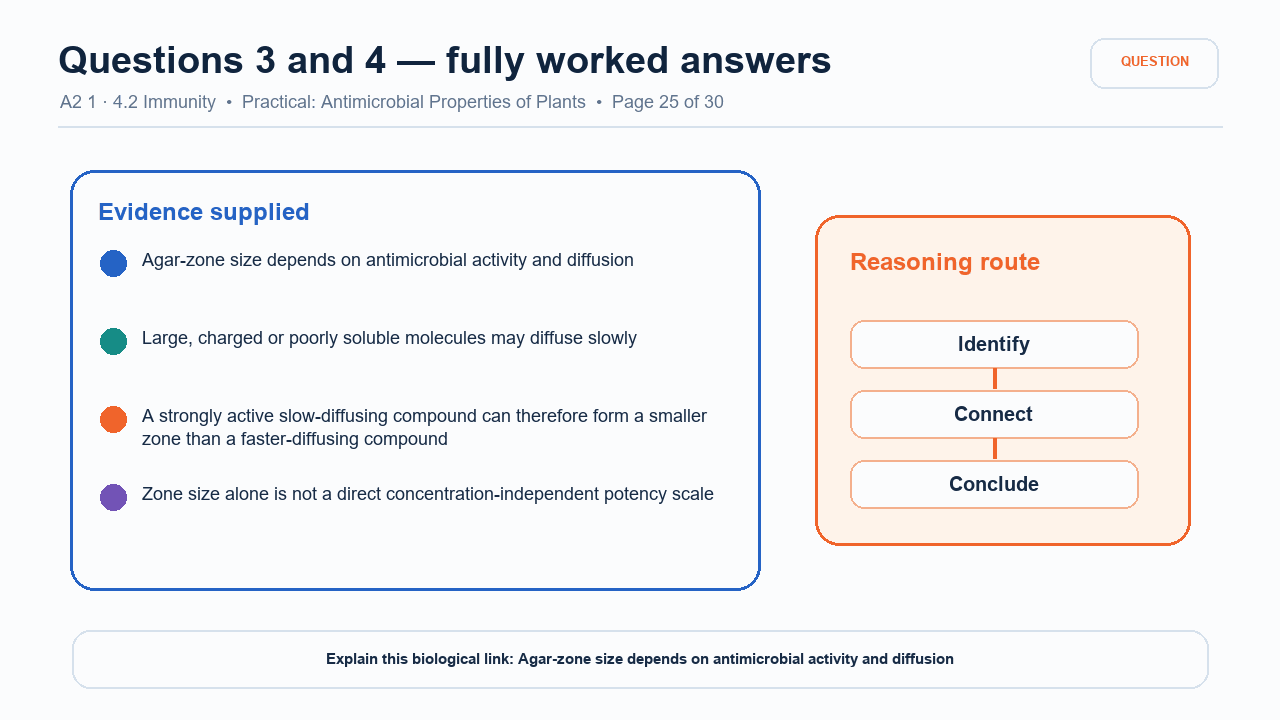 Questions 3 and 4 — fully worked answers
QUESTION
A2 1 · 4.2 Immunity • Practical: Antimicrobial Properties of Plants • Page 25 of 30
Evidence supplied
Agar-zone size depends on antimicrobial activity and diffusion
Large, charged or poorly soluble molecules may diffuse slowly
A strongly active slow-diffusing compound can therefore form a smaller
zone than a faster-diffusing compound
Zone size alone is not a direct concentration-independent potency scale
Reasoning route
Identify
Connect
Conclude
Explain this biological link: Agar-zone size depends on antimicrobial activity and diffusion